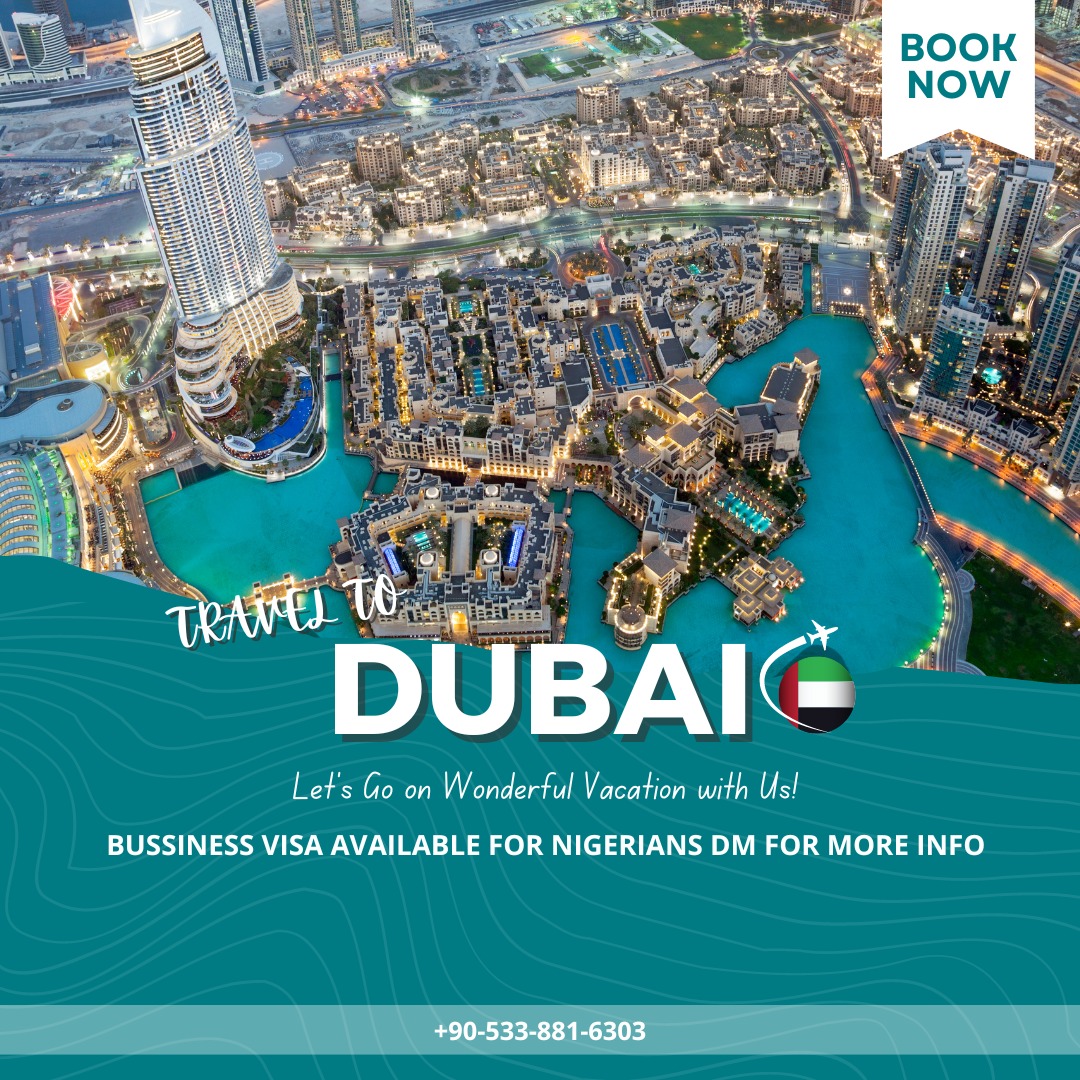 BOOK
NOW
TRAVEL TO
DUBAI
Let's Go on Wonderful Vacation with Us!
BUSSINESS VISA AVAILABLE FOR NIGERIANS DM FOR MORE INFO
+90-533-881-6303